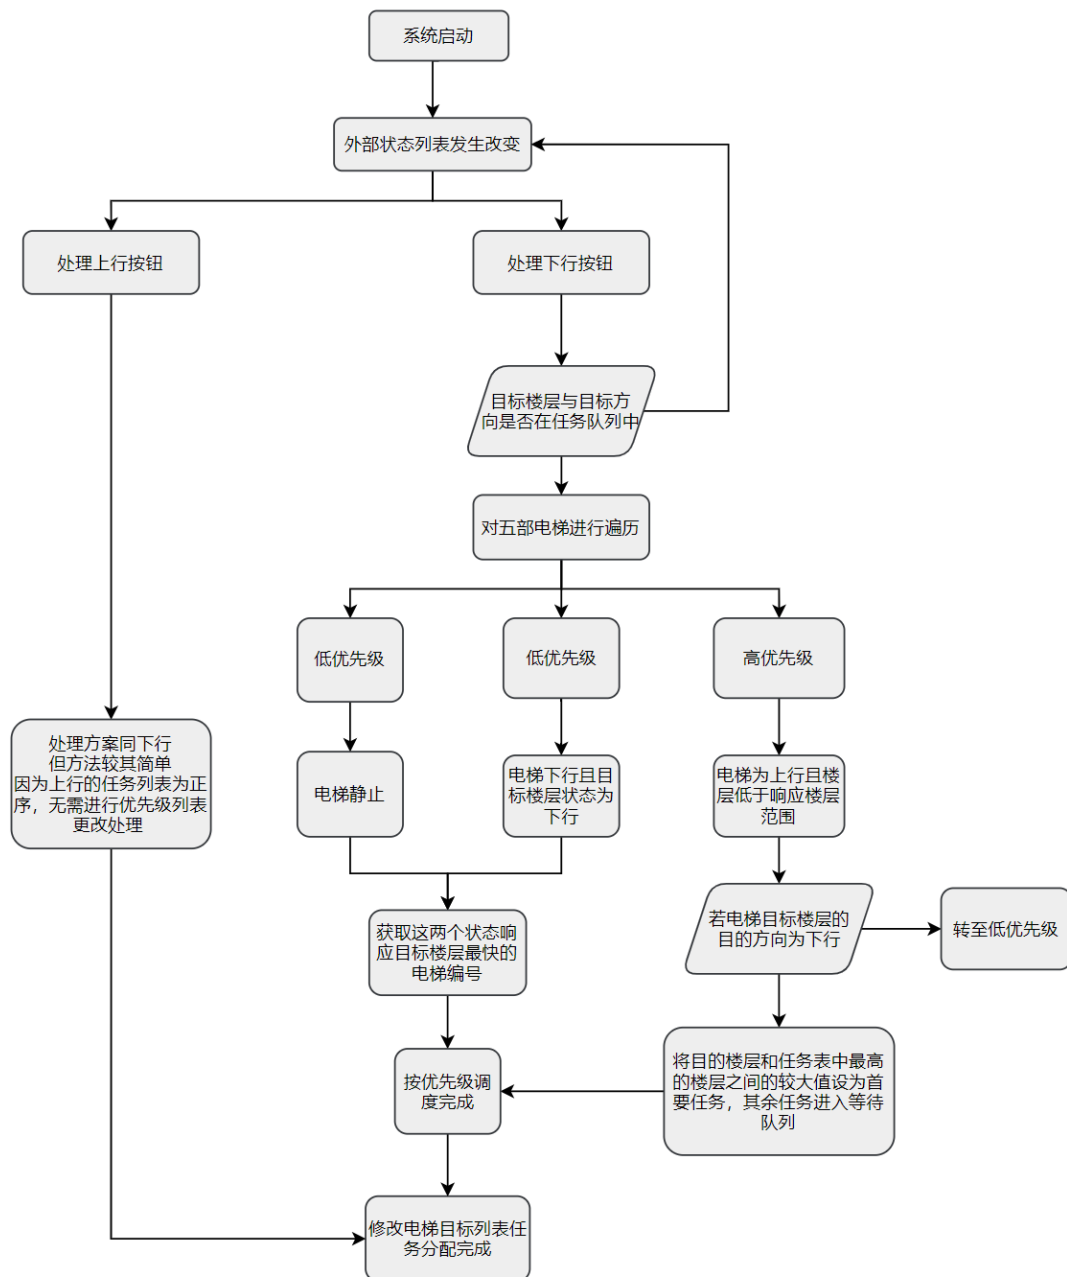 系统启动
外部状态列表发生改变
处理上行按钮
处理下行按钮
目标楼层与目标方
向是否在任务队列中
对五部电梯进行遍历
低优先级
低优先级
高优先级
处理方案同下行
但方法较其简单
因为上行的任务列表为正
序，无需进行优先级列表
更改处理
电梯静止
电梯下行且目
标楼层状态为
下行
电梯为上行且楼
层低于响应楼层
范围
获取这两个状态响
应目标楼层最快的
电梯编号
若电梯目标楼层的
目的方向为下行
转至低优先级
按优先级调
度完成
将目的楼层和任务表中最高
的楼层之间的较大值设为首
要任务，其余任务进入等待
队列
修改电梯目标列表任
务分配完成